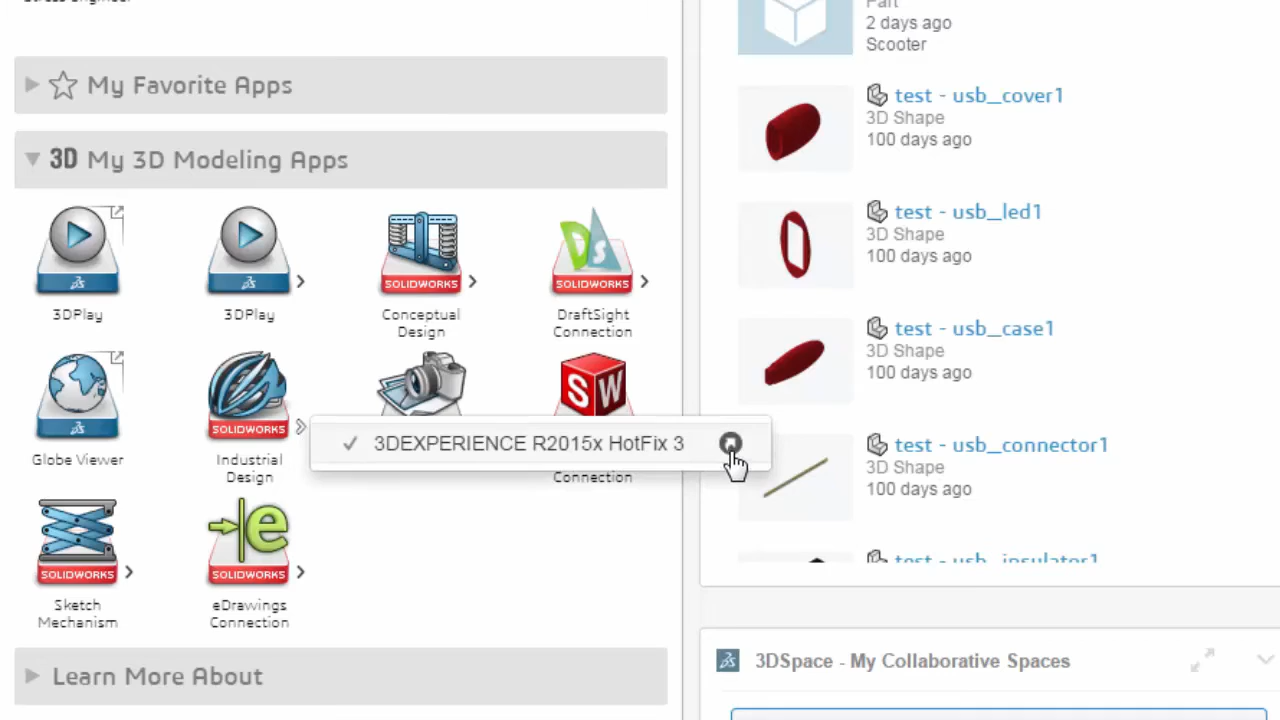 My Favorite Apps
3D My 3D Modeling Apps
3DPlay
3DPlay
SOLIDWORKS
Conceptual
Design
SOLIDWORKS
DraftSight
Connection
Globe Viewer
SOLIDWORKS
Industrial
Design
SW
Connection
3DEXPERIENCE R2015x HotFix 3
SOLIDWORKS
Sketch
Mechanism
e
SOLIDWORKS
eDrawings
Connection
Learn More About
Part
2 days ago
Scooter
test - usb_cover1
3D Shape
100 days ago
test - usb_led1
3D Shape
100 days ago
test - usb_case1
3D Shape
100 days ago
test - usb_connector1
3D Shape
100 days ago
test - usb_insulator1
3DSpace - My Collaborative Spaces